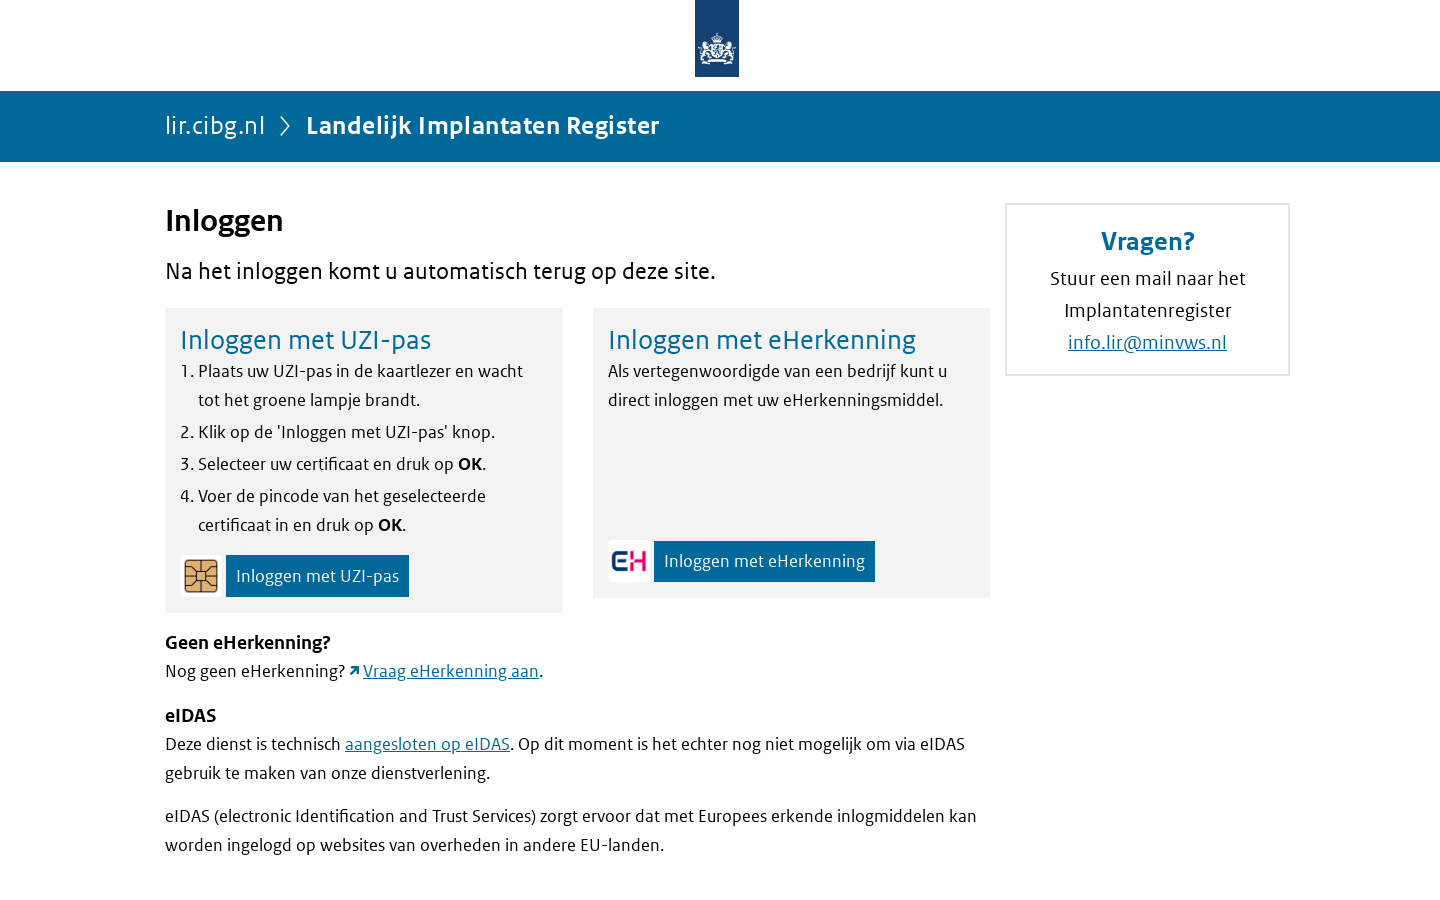 lir.cibg.nl > Landelijk Implantaten Register
Inloggen
Na het inloggen komt u automatisch terug op deze site.
Inloggen met UZI-pas
1. Plaats uw UZI-pas in de kaartlezer en wacht
tot het groene lampje brandt.
2. Klik op de 'Inloggen met UZI-pas' knop.
3. Selecteer uw certificaat en druk op OK.
4. Voer de pincode van het geselecteerde
certificaat in en druk op OK.
Inloggen met UZI-pas
Inloggen met eHerkenning
Als vertegenwoordigde van een bedrijf kunt u
direct inloggen met uw eHerkenningsmiddel.
EH Inloggen met eHerkenning
Geen eHerkenning?
Nog geen eHerkenning? Vraag eHerkenning aan.
eIDAS
Deze dienst is technisch aangesloten op eIDAS. Op dit moment is het echter nog niet mogelijk om via eIDAS
gebruik te maken van onze dienstverlening.
eIDAS (electronic Identification and Trust Services) zorgt ervoor dat met Europees erkende inlogmiddelen kan
worden ingelogd op websites van overheden in andere EU-landen.
Vragen?
Stuur een mail naar het
Implantatenregister
info.lir@minvws.nl